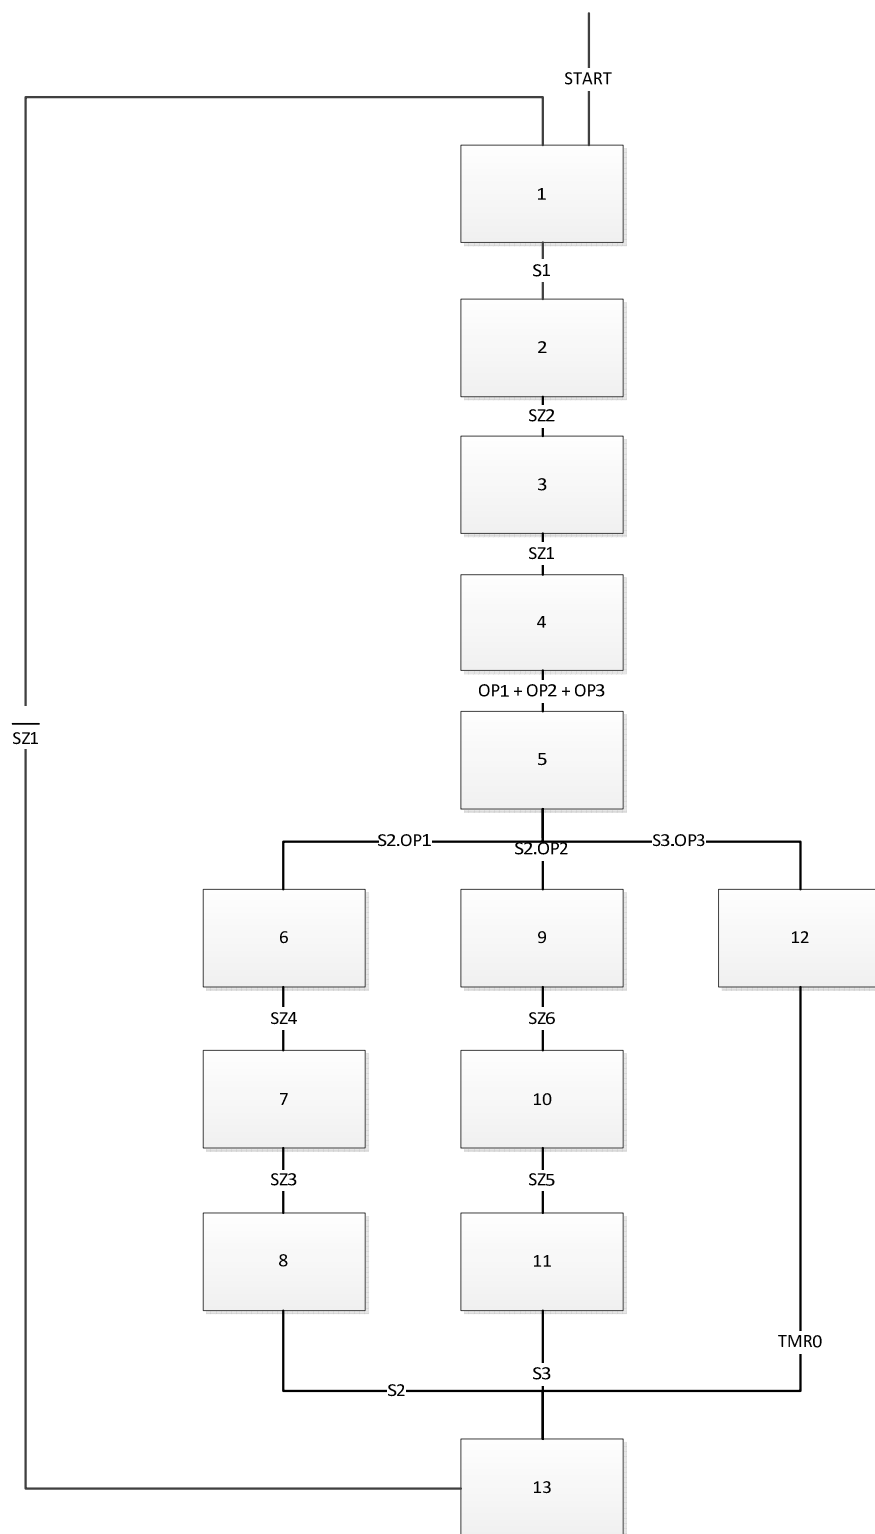 START
1
S1
2
SZ2
3
SZ1
4
OP1 + OP2 + OP3
SZ1
5
S2.OP1
S2.OP2
S3.OP3
6
9
12
SZ4
SZ6
7
10
SZ3
SZ5
8
11
TMR0
S3
S2
13